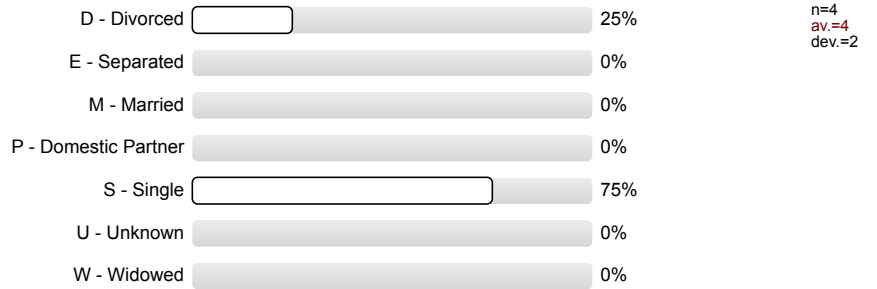 D - Divorced 25%
E - Separated 0%
M - Married 0%
P - Domestic Partner 0%
S - Single 75%
U - Unknown 0%
W - Widowed 0%
n=4
av.=4
dev.=2